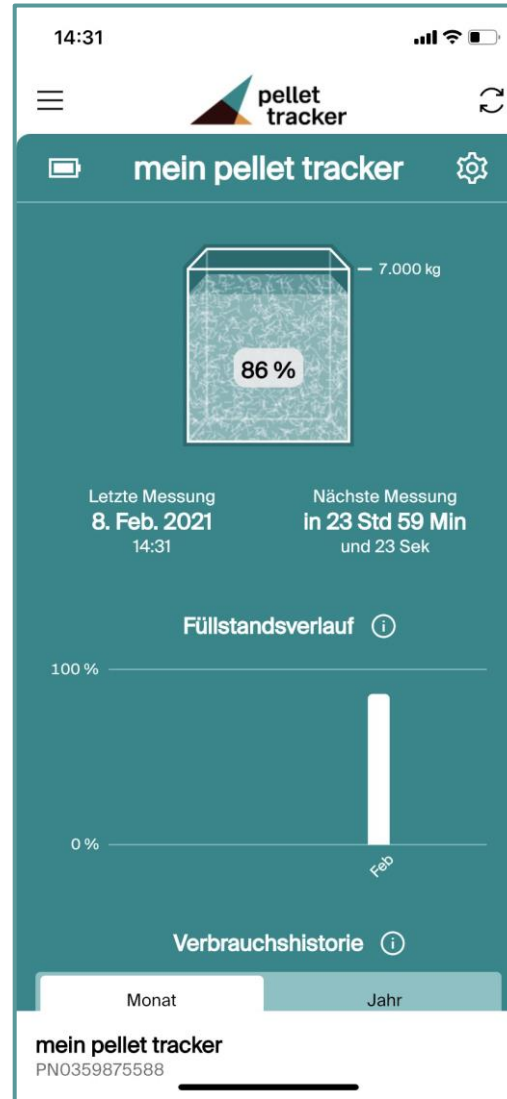 14:31
pellet
tracker
mein pellet tracker
7.000 kg
86 %
Letzte Messung
8. Feb. 2021
14:31
Nächste Messung
in 23 Std 59 Min
und 23 Sek
Füllstandsverlauf
100 %
0 %
Feb
Verbrauchshistorie
Monat
Jahr
mein pellet tracker
PN0359875588